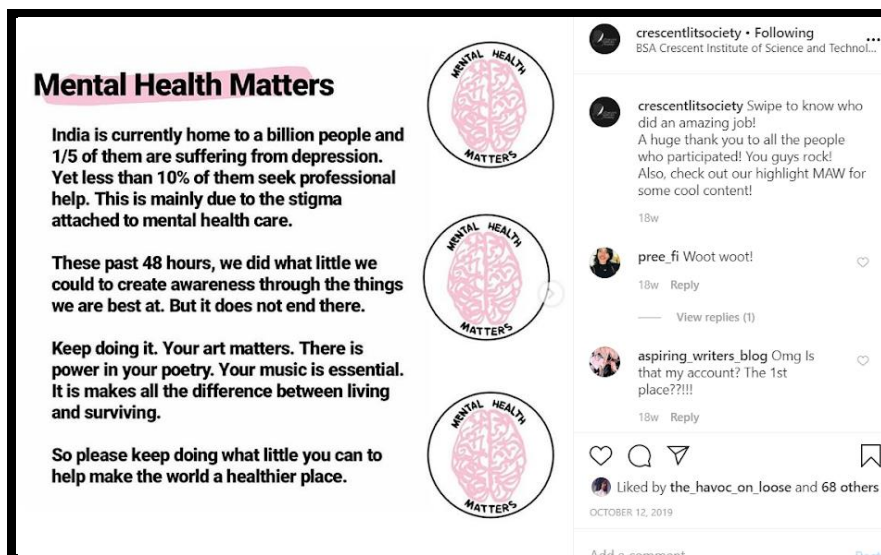 Mental Health Matters
India is currently home to a billion people and
1/5 of them are suffering from depression.
Yet less than 10% of them seek professional
help. This is mainly due to the stigma
attached to mental health care.
These past 48 hours, we did what little we
could to create awareness through the things
we are best at. But it does not end there.
Keep doing it. Your art matters. There is
power in your poetry. Your music is essential.
It is makes all the difference between living
and surviving.
So please keep doing what little you can to
help make the world a healthier place.
MENTAL HEALTH
MATTERS
MENTAL HEALTH
MATTERS
MENTAL HEALTH
MATTERS
crescentlitsociety • Following
BSA Crescent Institute of Science and Technol...
crescentlitsociety Swipe to know who
did an amazing job!
A huge thank you to all the people
who participated! You guys rock!
Also, check out our highlight MAW for
some cool content!
18w
pree_fi Woot woot!
18w Reply
View replies (1)
aspiring_writers_blog Omg Is
that my account? The 1st
place??!!!
18w Reply
Liked by the_havoc_on_loose and 68 others
OCTOBER 12, 2019
Add a comment...
Post